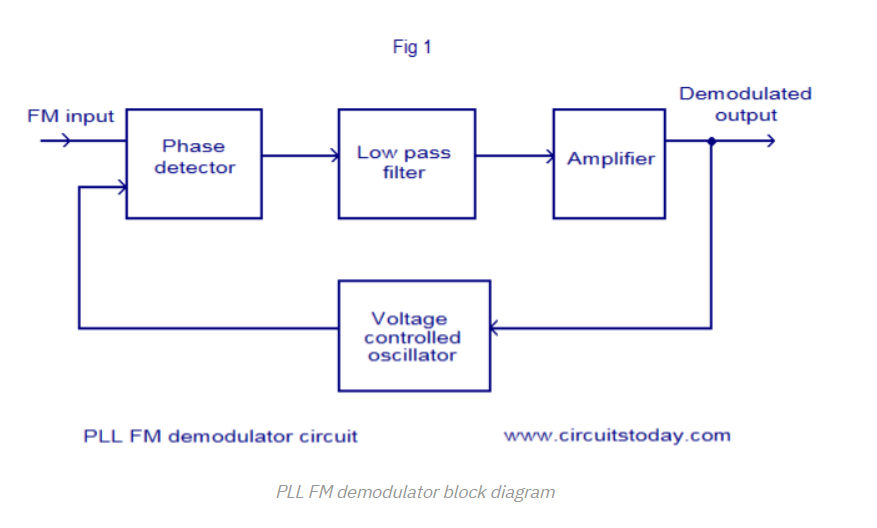 Fig 1
Demodulated
output
FM input
Phase
detector
Low pass
filter
Amplifier
Voltage
controlled
oscillator
PLL FM demodulator circuit
www.circuitstoday.com
PLL FM demodulator block diagram